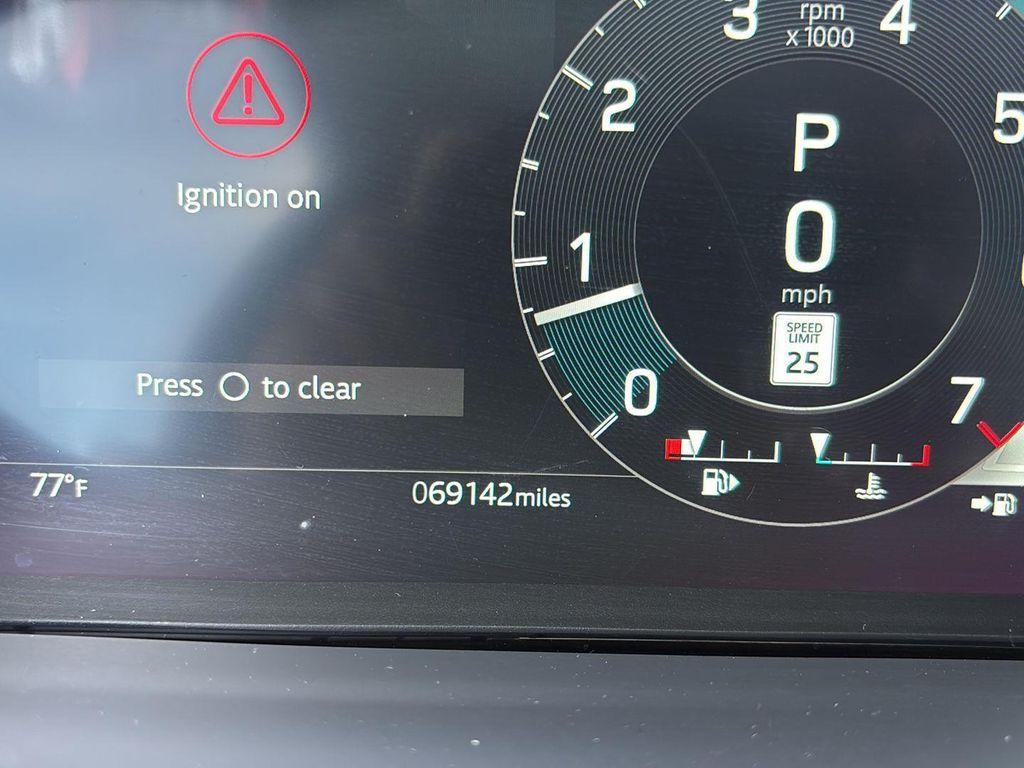 Ignition on
Press O to clear
77°F
069142miles
0
1
2
3
4
5
7
rpm
x 1000
P
0
mph
SPEED
LIMIT
25